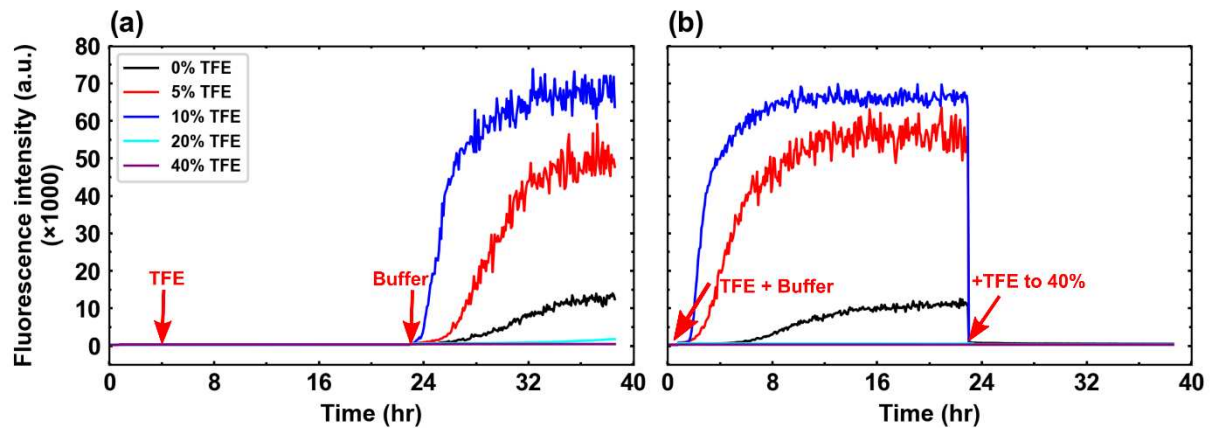 (a)
(b)
Fluorescence intensity (a.u.)
(×1000)
80
70
60
50
40
30
20
10
0
0% TFE
5% TFE
10% TFE
20% TFE
40% TFE
TFE
Buffer
0 8 16 24 32 40
Time (hr)
TFE + Buffer
+TFE to 40%
0 8 16 24 32 40
Time (hr)